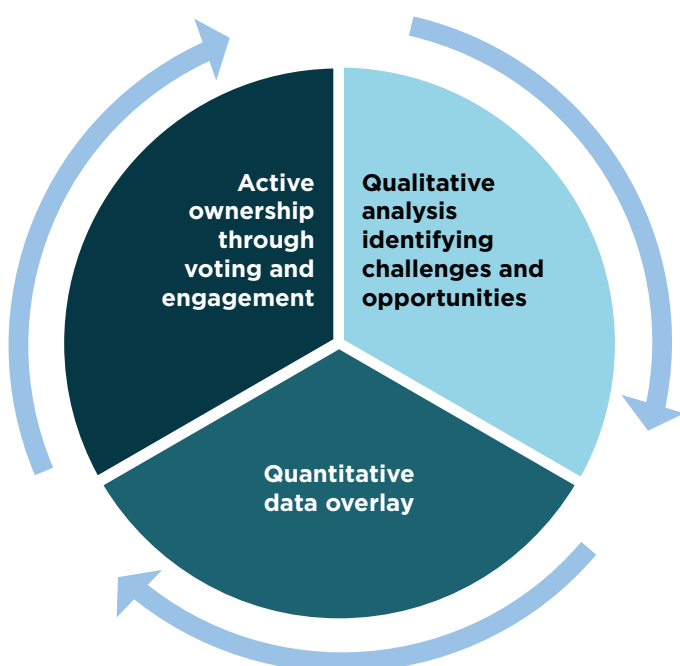 Active
ownership
through
voting and
engagement
Qualitative
analysis
identifying
challenges and
opportunities
Quantitative
data overlay